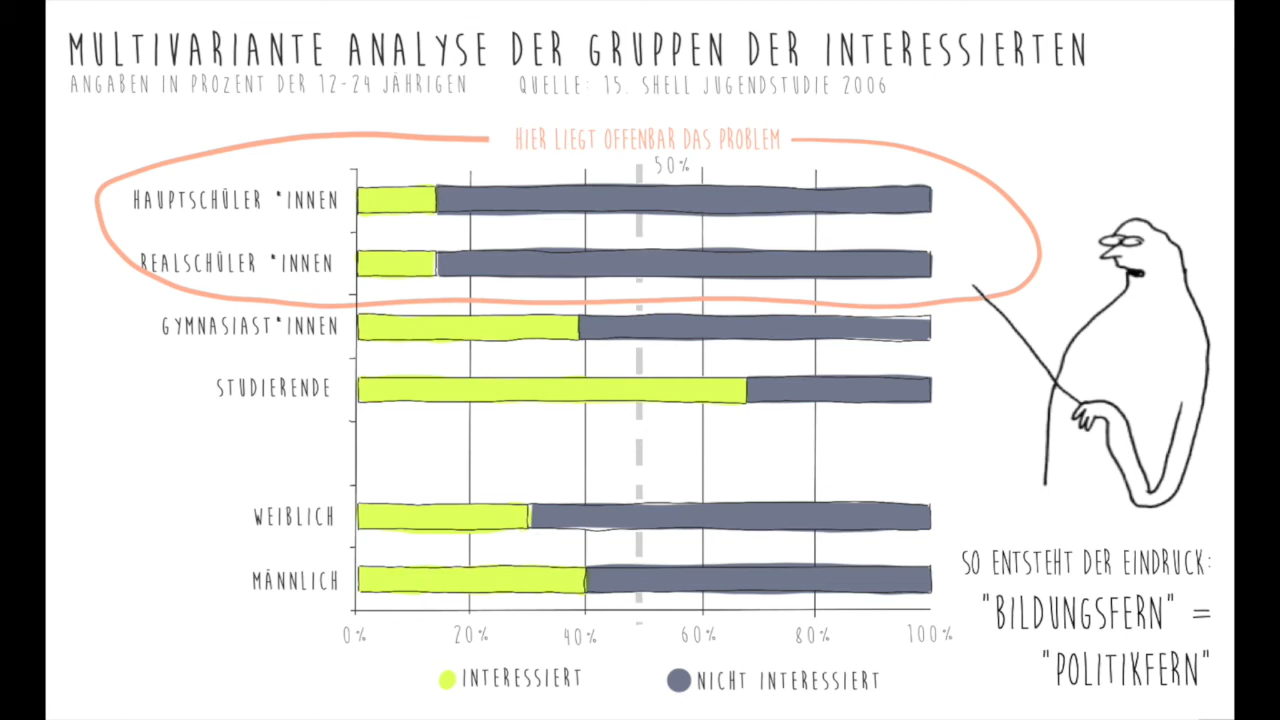 MULTIVARIANTE ANALYSE DER GRUPPEN DER INTERESSIERTEN
ANGABEN IN PROZENT DER 12-24 JÄHRIGEN QUELLE: 15. SHELL JUGENDSTUDIE 2006
HIER LIEGT OFFENBAR DAS PROBLEM
50%
HAUPTSCHÜLER *INNEN
REALSCHÜLER *INNEN
GYMNASIAST*INNEN
STUDIERENDE
WEIBLICH
MÄNNLICH
0% 20% 40% 60% 80% 100%
INTERESSIERT NICHT INTERESSIERT
SO ENTSTEHT DER EINDRUCK:
"BILDUNGSFERN" =
"POLITIKFERN"